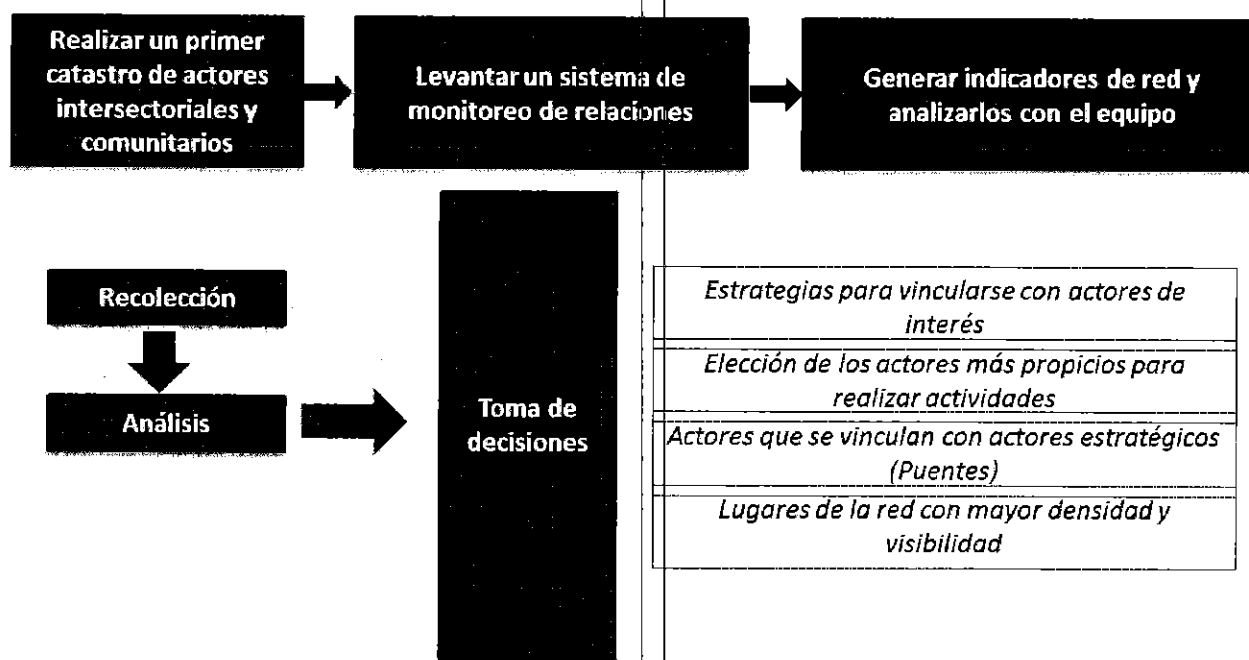 Realizar un primer
catastro de actores
intersectoriales y
comunitarios
Levantar un sistema de
monitoreo de relaciones
Generar indicadores de red y
analizarlos con el equipo
Recolección
Análisis
Toma de
decisiones
Estrategias para vincularse con actores de
interés
Elección de los actores más propicios para
realizar actividades
Actores que se vinculan con actores estratégicos
(Puentes)
Lugares de la red con mayor densidad y
visibilidad